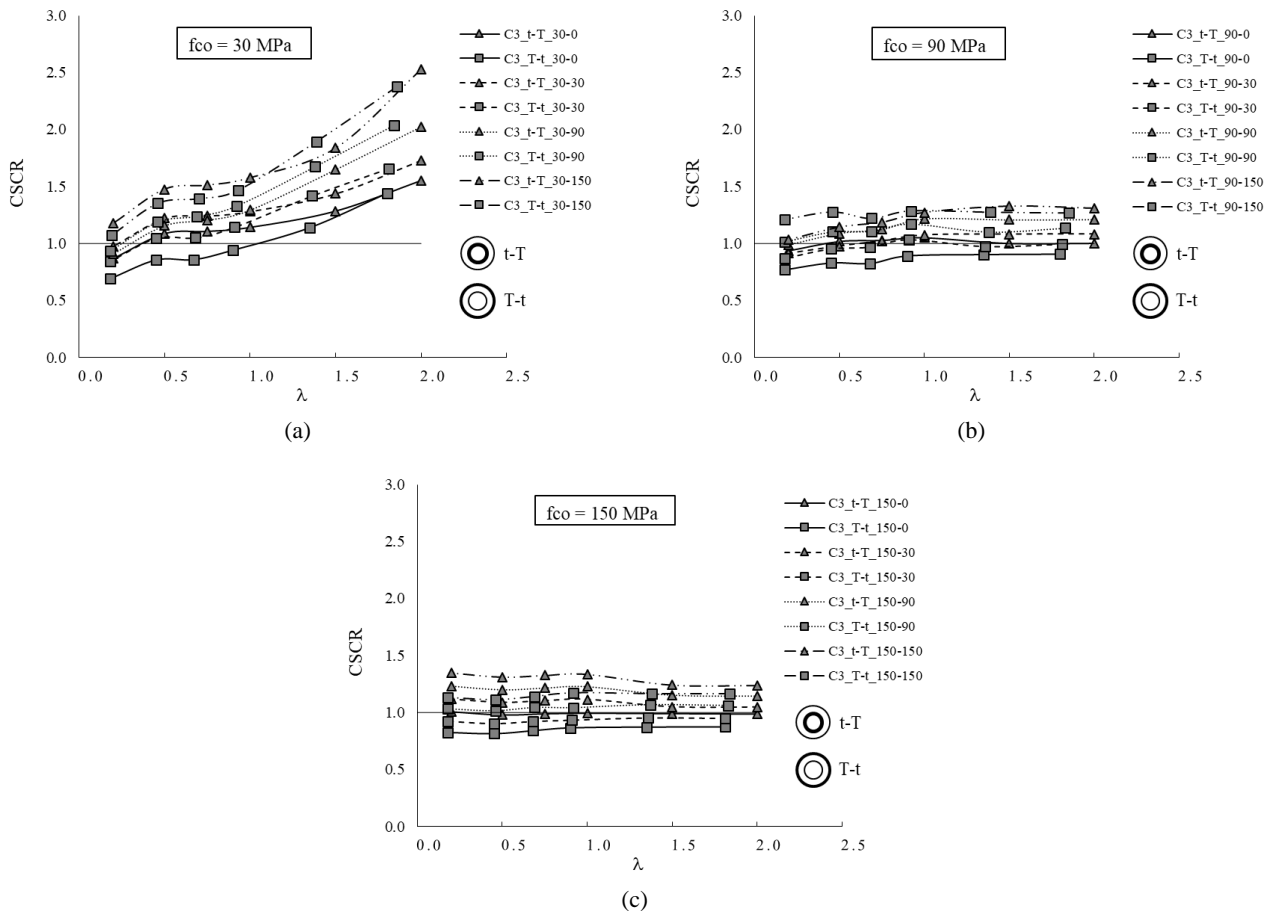 fco = 30 MPa
CSCR
3.0
2.5
2.0
1.5
1.0
0.5
0.0
0.0 0.5 1.0 1.5 2.0 2.5
λ
C3_t-T_30-0
C3_T-t_30-0
C3_t-T_30-30
C3_T-t_30-30
C3_t-T_30-90
C3_T-t_30-90
C3_t-T_30-150
C3_T-t_30-150
t-T
T-t
(a)
fco = 90 MPa
CSCR
3.0
2.5
2.0
1.5
1.0
0.5
0.0
0.0 0.5 1.0 1.5 2.0 2.5
λ
C3_t-T_90-0
C3_T-t_90-0
C3_t-T_90-30
C3_T-t_90-30
C3_t-T_90-90
C3_T-t_90-90
C3_t-T_90-150
C3_T-t_90-150
t-T
T-t
(b)
fco = 150 MPa
CSCR
3.0
2.5
2.0
1.5
1.0
0.5
0.0
0.0 0.5 1.0 1.5 2.0 2.5
λ
C3_t-T_150-0
C3_T-t_150-0
C3_t-T_150-30
C3_T-t_150-30
C3_t-T_150-90
C3_T-t_150-90
C3_t-T_150-150
C3_T-t_150-150
t-T
T-t
(c)